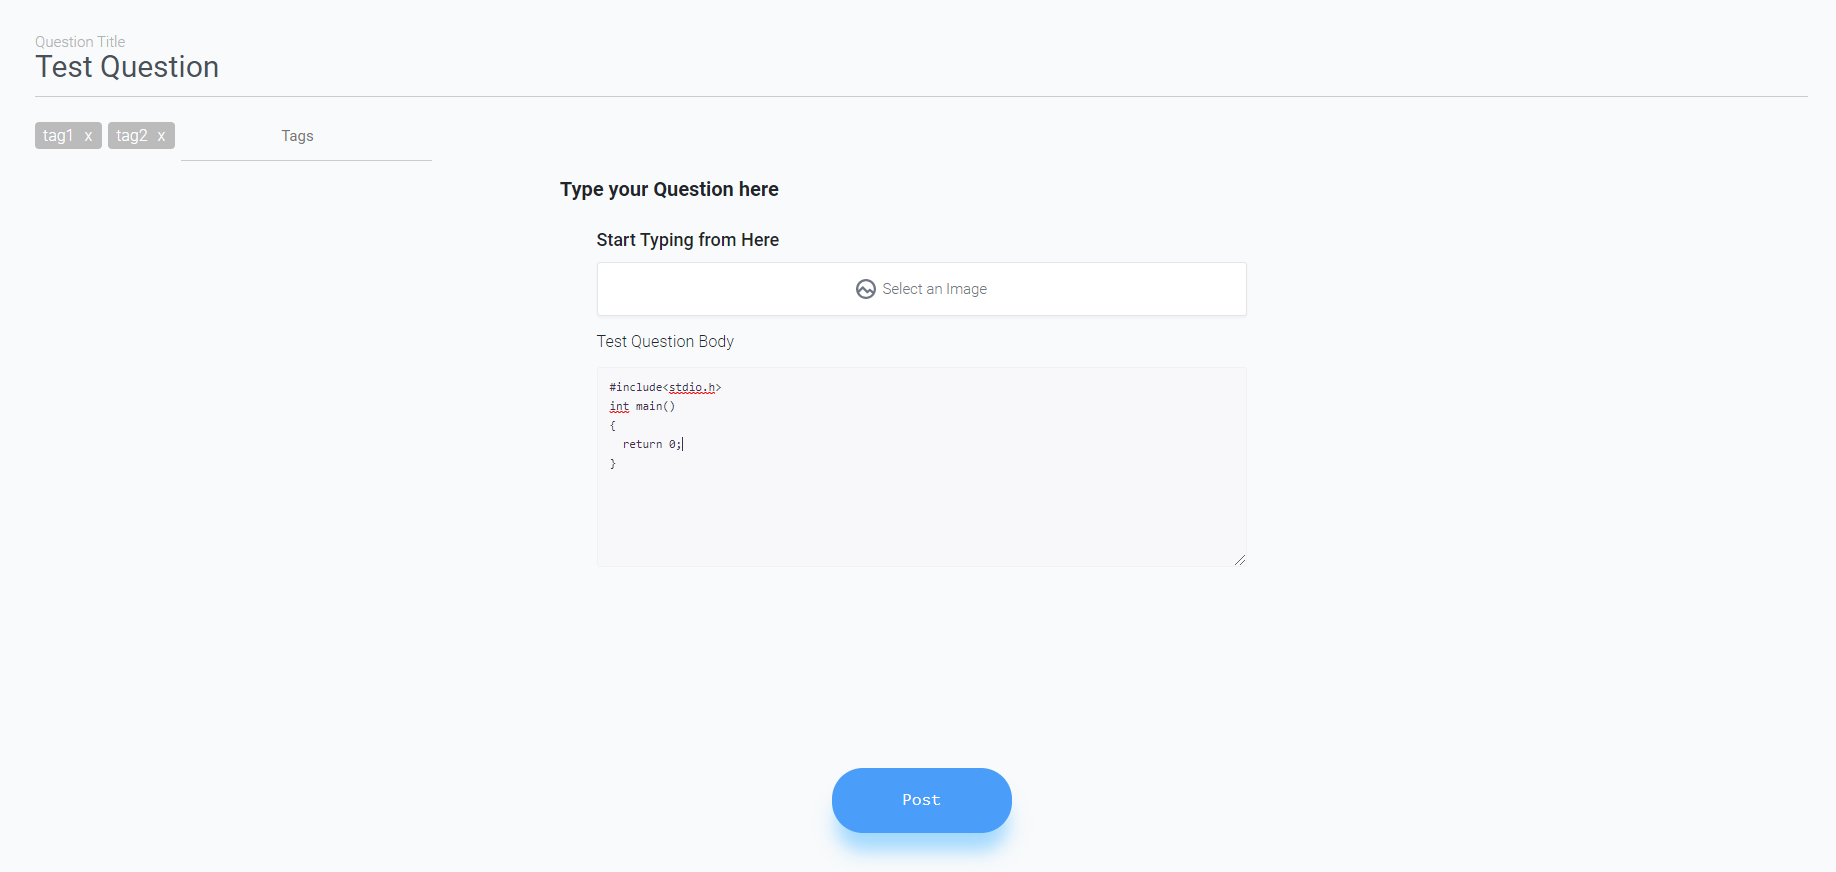 Question Title
Test Question
tag1 x tag2 x Tags
Type your Question here
Start Typing from Here
Select an Image
Test Question Body
#include<stdio.h>
int main()
{
  return 0;
}
Post